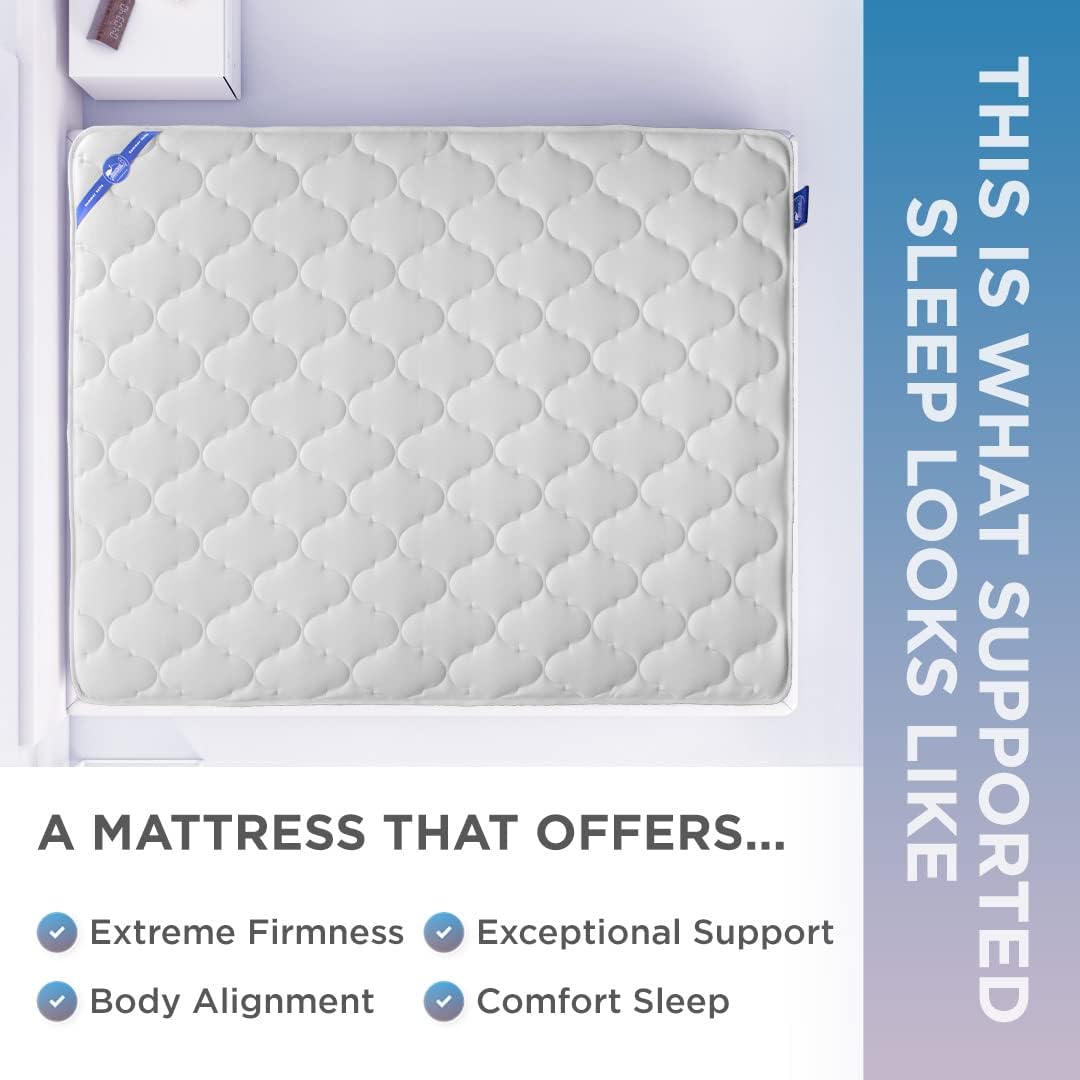 THIS IS WHAT SUPPORTED
SLEEP LOOKS LIKE
A MATTRESS THAT OFFERS...
Extreme Firmness
Exceptional Support
Body Alignment
Comfort Sleep